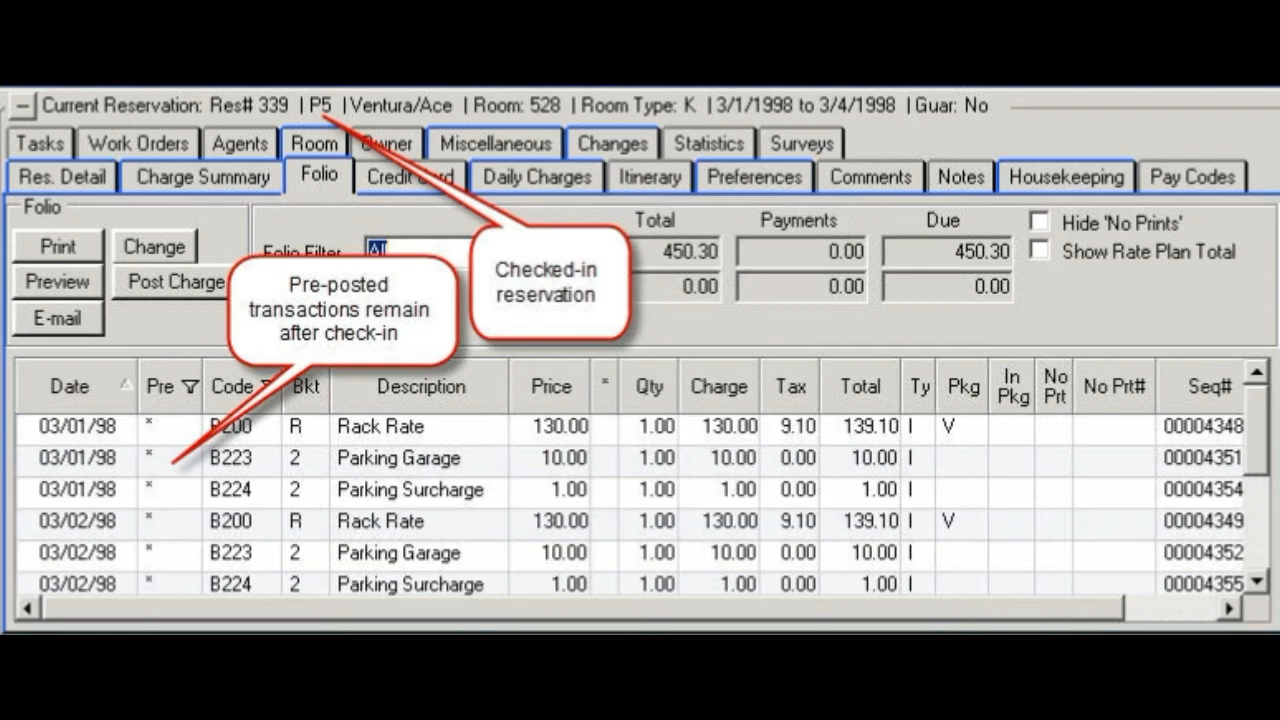 Current Reservation: Res# 339 | P5 | Ventura/Ace | Room: 528 | Room Type: K | 3/1/1998 to 3/4/1998 | Guar: No
Tasks Work Orders Agents Room Owner Miscellaneous Changes Statistics Surveys
Res. Detail Charge Summary Folio Credit Card Daily Charges Itinerary Preferences Comments Notes Housekeeping Pay Codes
Folio
Total Payments Due
Hide 'No Prints'
Print Change Folio Filter All 450.30 0.00 450.30
Show Rate Plan Total
Preview Post Charge 0.00 0.00 0.00
E-mail
Checked-in
reservation
Pre-posted
transactions remain
after check-in
Date Pre Code Bkt Description Price * Qty Charge Tax Total Ty Pkg In Pkg No Prt No Prt# Seq#
03/01/98 * B200 R Rack Rate 130.00 1.00 130.00 9.10 139.10 I V 00004348
03/01/98 * B223 2 Parking Garage 10.00 1.00 10.00 0.00 10.00 I 00004351
03/01/98 * B224 2 Parking Surcharge 1.00 1.00 1.00 0.00 1.00 I 00004354
03/02/98 * B200 R Rack Rate 130.00 1.00 130.00 9.10 139.10 I V 00004349
03/02/98 * B223 2 Parking Garage 10.00 1.00 10.00 0.00 10.00 I 00004352
03/02/98 * B224 2 Parking Surcharge 1.00 1.00 1.00 0.00 1.00 I 00004355